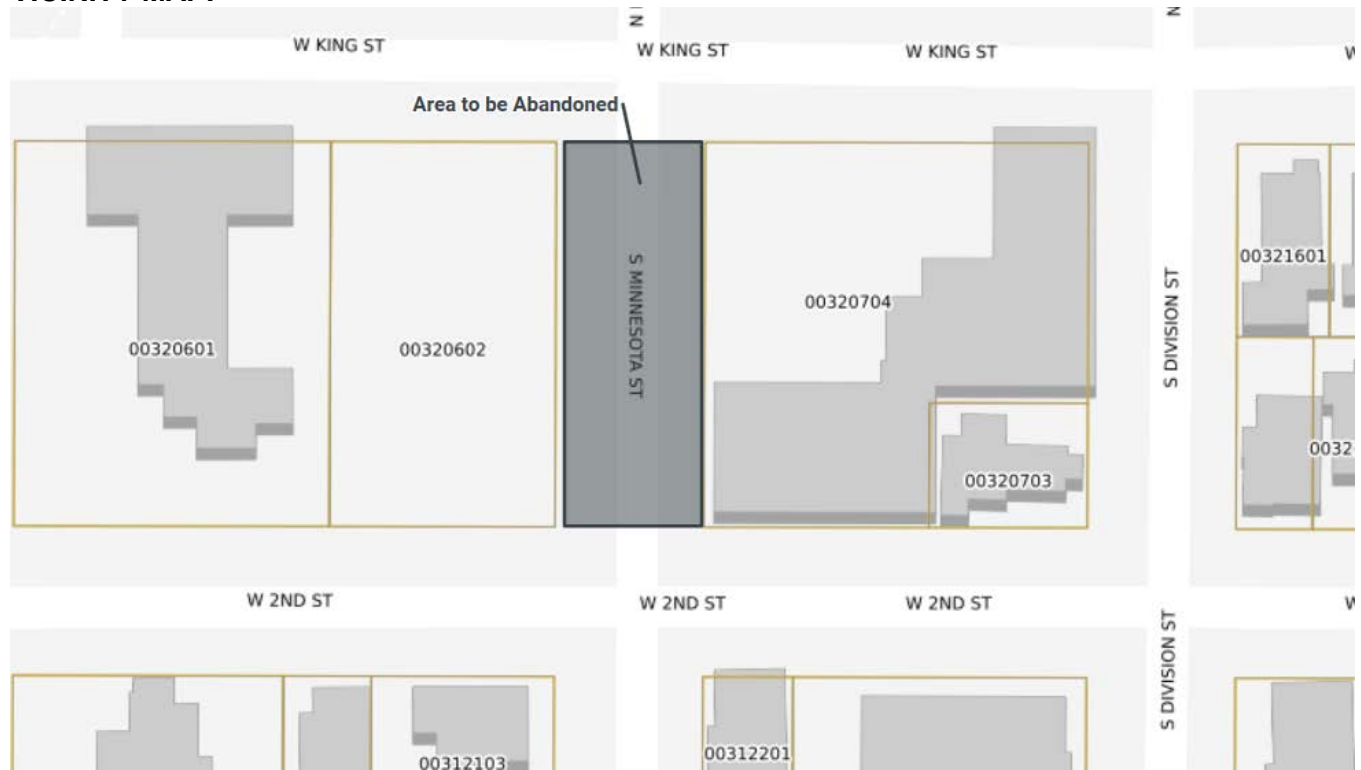 W KING ST
W KING ST
W KING ST
N
N
W
Area to be Abandoned
S MINNESOTA ST
00320601
00320602
00320704
00320703
S DIVISION ST
00321601
0032
W 2ND ST
W 2ND ST
W 2ND ST
W
S DIVISION ST
00312103
00312201